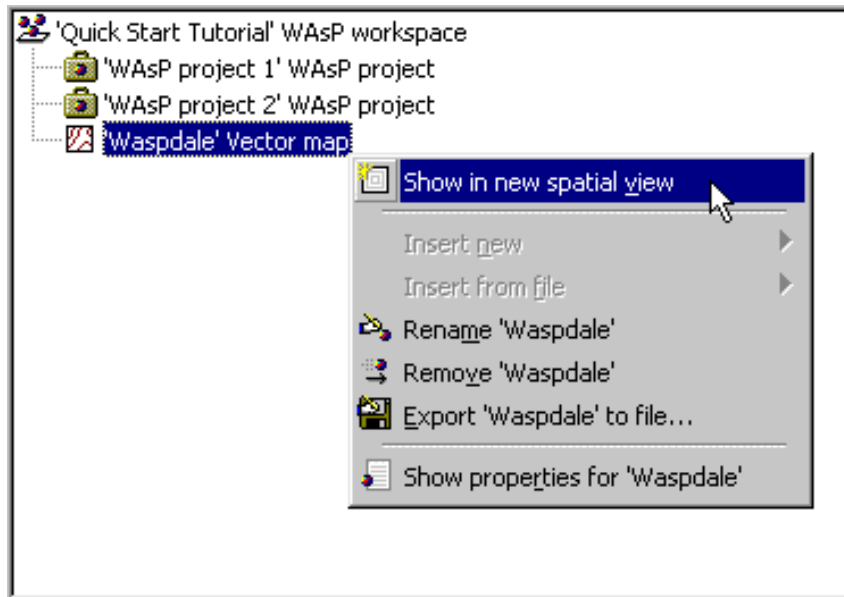 'Quick Start Tutorial' WAsP workspace
'WAsP project 1' WAsP project
'WAsP project 2' WAsP project
'Waspdale' Vector map
Show in new spatial view
Insert new
Insert from file
Rename 'Waspdale'
Remove 'Waspdale'
Export 'Waspdale' to file...
Show properties for 'Waspdale'